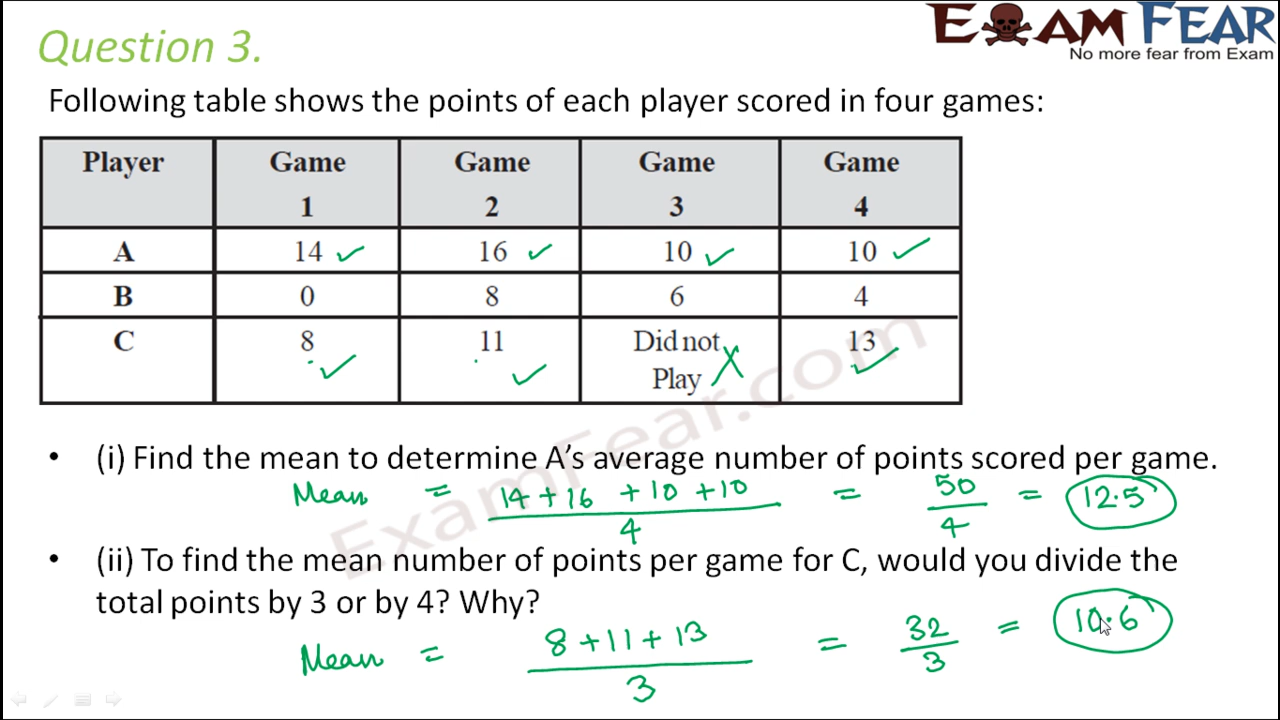 Question 3.
EXAM FEAR
No more fear from Exam
Following table shows the points of each player scored in four games:
Player Game 1 Game 2 Game 3 Game 4
A 14 16 10 10
B 0 8 6 4
C 8 11 Did not Play 13
• (i) Find the mean to determine A's average number of points scored per game.
Mean = 14 + 16 + 10 + 10 / 4 = 50 / 4 = 12.5
• (ii) To find the mean number of points per game for C, would you divide the
total points by 3 or by 4? Why?
Mean = 8 + 11 + 13 / 3 = 32 / 3 = 10.6
ExamFear.com